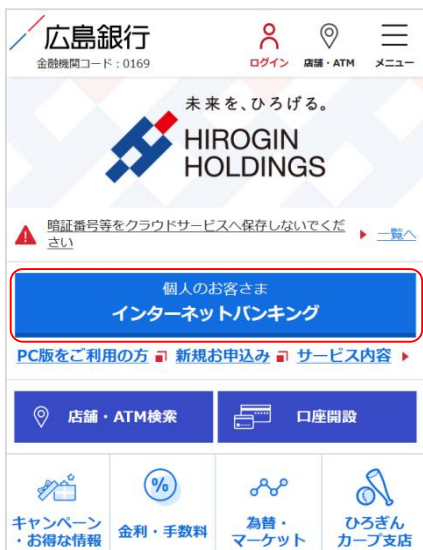 広島銀行
金融機関コード：0169
ログイン
店舗・ATM
メニュー
未来を、ひろげる。
HIROGIN
HOLDINGS
暗証番号等をクラウドサービスへ保存しないでくだ
さい
一覧へ
個人のお客さま
インターネットバンキング
PC版をご利用の方 新規お申込み サービス内容
店舗・ATM検索
口座開設
%
キャンペーン
・お得な情報
金利・手数料
為替・
マーケット
ひろぎん
カープ支店